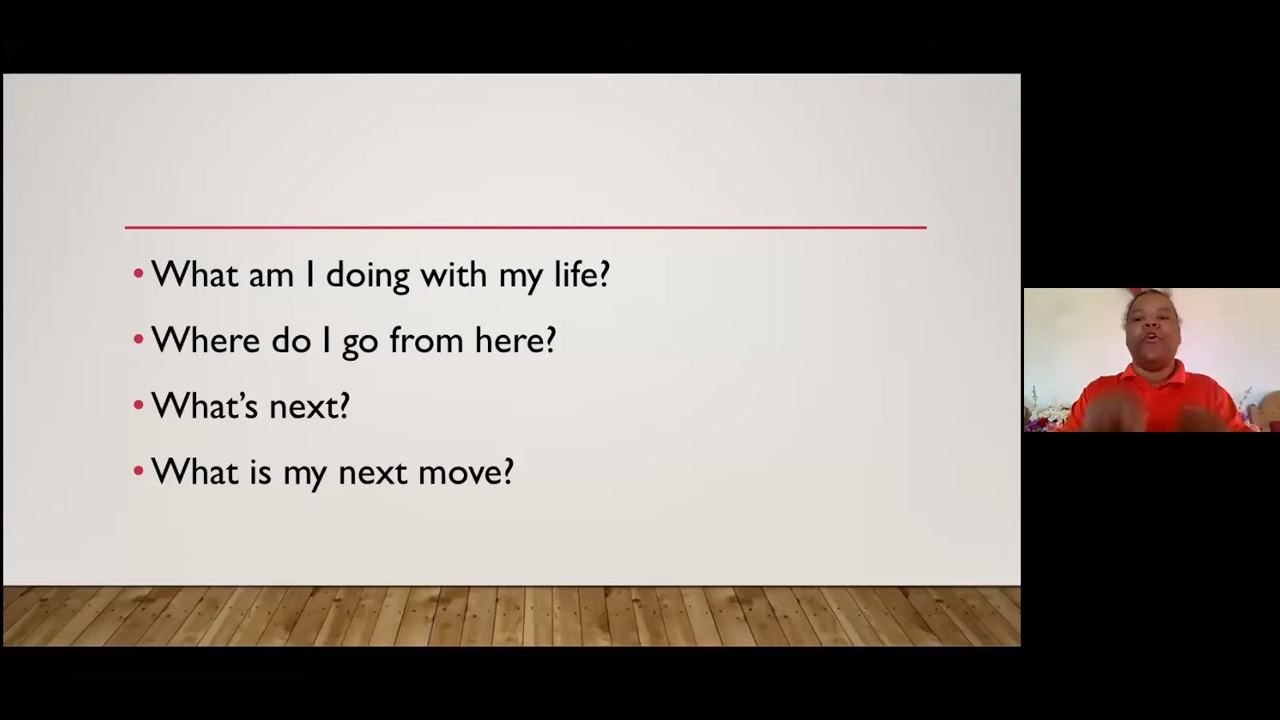 • What am I doing with my life?
• Where do I go from here?
• What’s next?
• What is my next move?